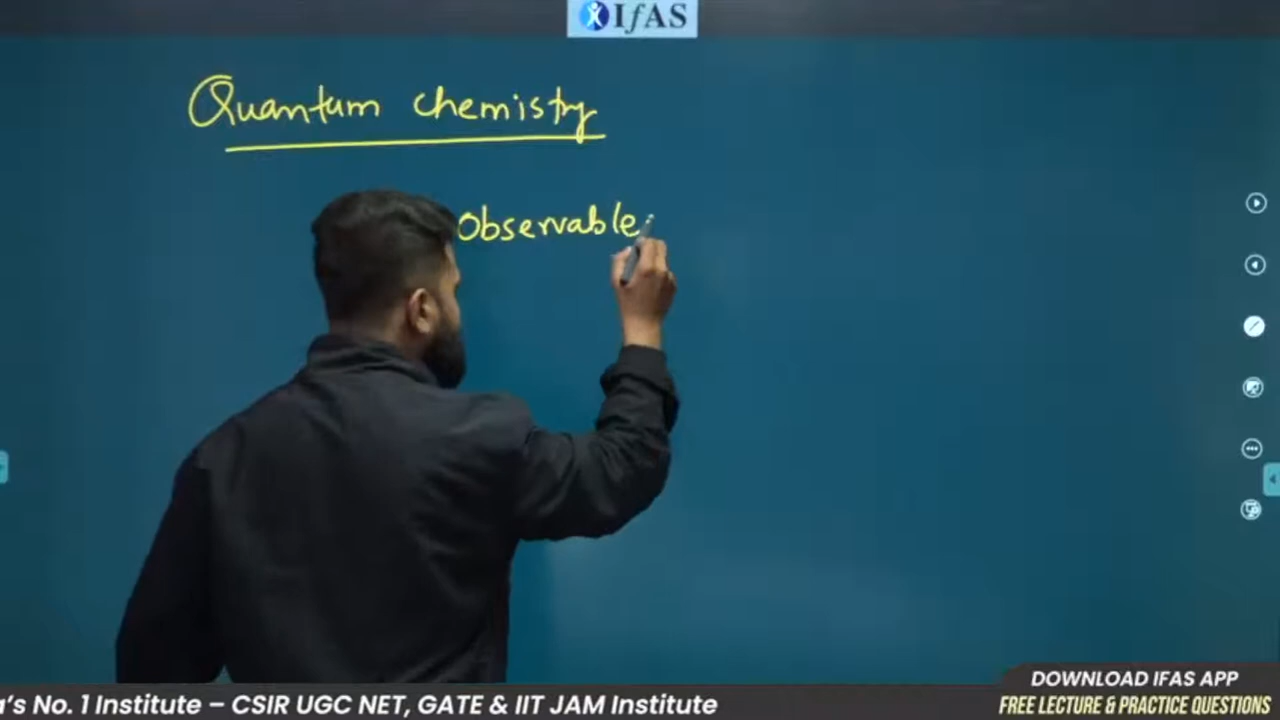 IfAS
Quantum chemistry
Observable
a's No. 1 Institute – CSIR UGC NET, GATE & IIT JAM Institute
DOWNLOAD IFAS APP
FREE LECTURE & PRACTICE QUESTIONS